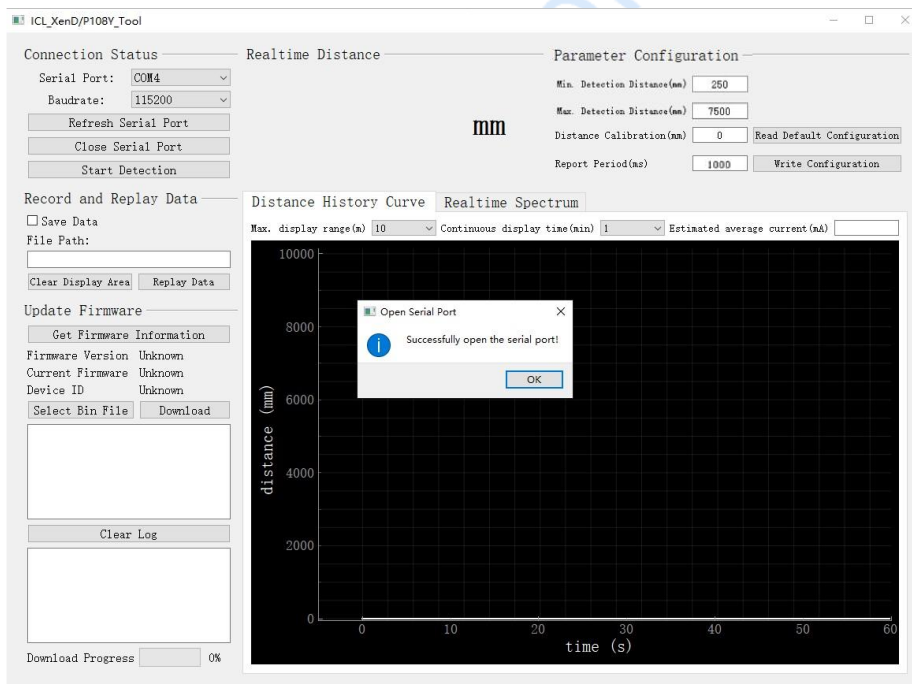 ICL_XenD/P108Y_Tool
Connection Status
Serial Port: COM4
Baudrate: 115200
Refresh Serial Port
Close Serial Port
Start Detection
Record and Replay Data
Save Data
File Path:
Clear Display Area Replay Data
Update Firmware
Get Firmware Information
Firmware Version Unknown
Current Firmware Unknown
Device ID Unknown
Select Bin File Download
Clear Log
Download Progress 0%
Realtime Distance
mm
Parameter Configuration
Min. Detection Distance(mm) 250
Max. Detection Distance(mm) 7500
Distance Calibration(mm) 0 Read Default Configuration
Report Period(ms) 1000 Write Configuration
Distance History Curve Realtime Spectrum
Max. display range(m) 10 Continuous display time(min) 1 Estimated average current(mA)
10000
8000
6000
4000
2000
0
distance (mm)
0 10 20 30 40 50 60
time (s)
Open Serial Port
Successfully open the serial port!
OK